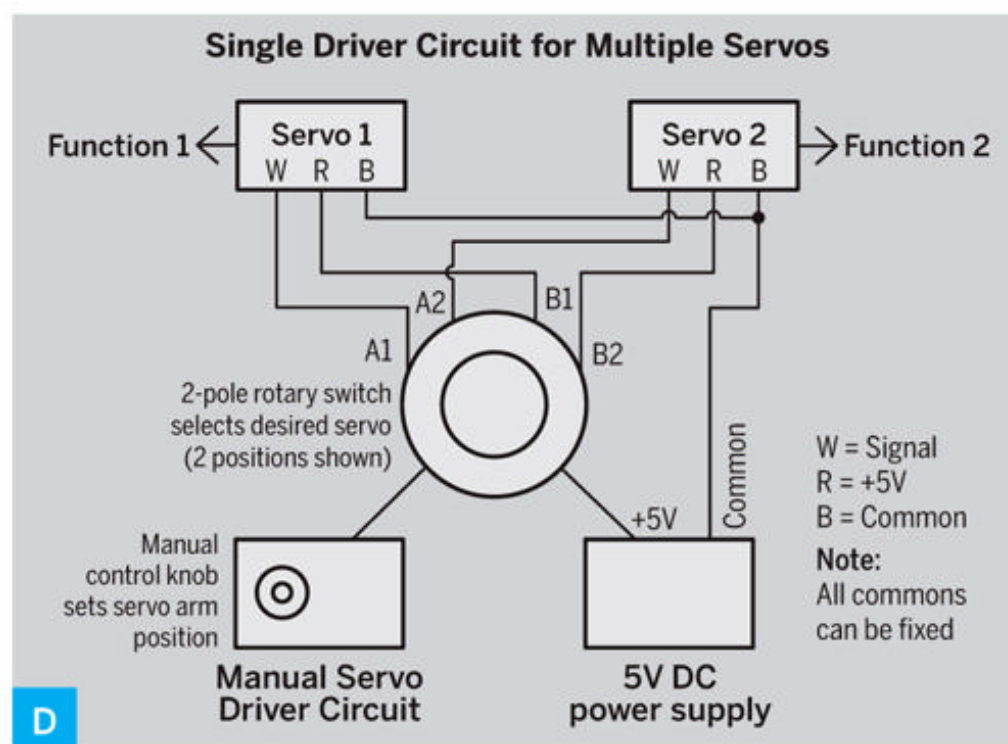 Single Driver Circuit for Multiple Servos
Function 1
Servo 1
W R B
Servo 2
W R B
Function 2
A2
B1
A1
B2
2-pole rotary switch
selects desired servo
(2 positions shown)
+5V
Common
W = Signal
R = +5V
B = Common
Note:
All commons
can be fixed
Manual
control knob
sets servo arm
position
Manual Servo
Driver Circuit
5V DC
power supply
D